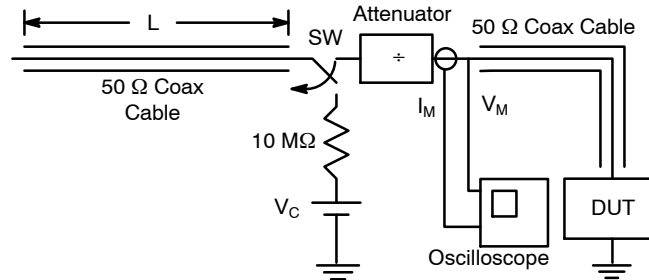 L
50 Ω Coax
Cable
SW
Attenuator
÷
50 Ω Coax Cable
I_M
V_M
10 MΩ
V_C
DUT
Oscilloscope